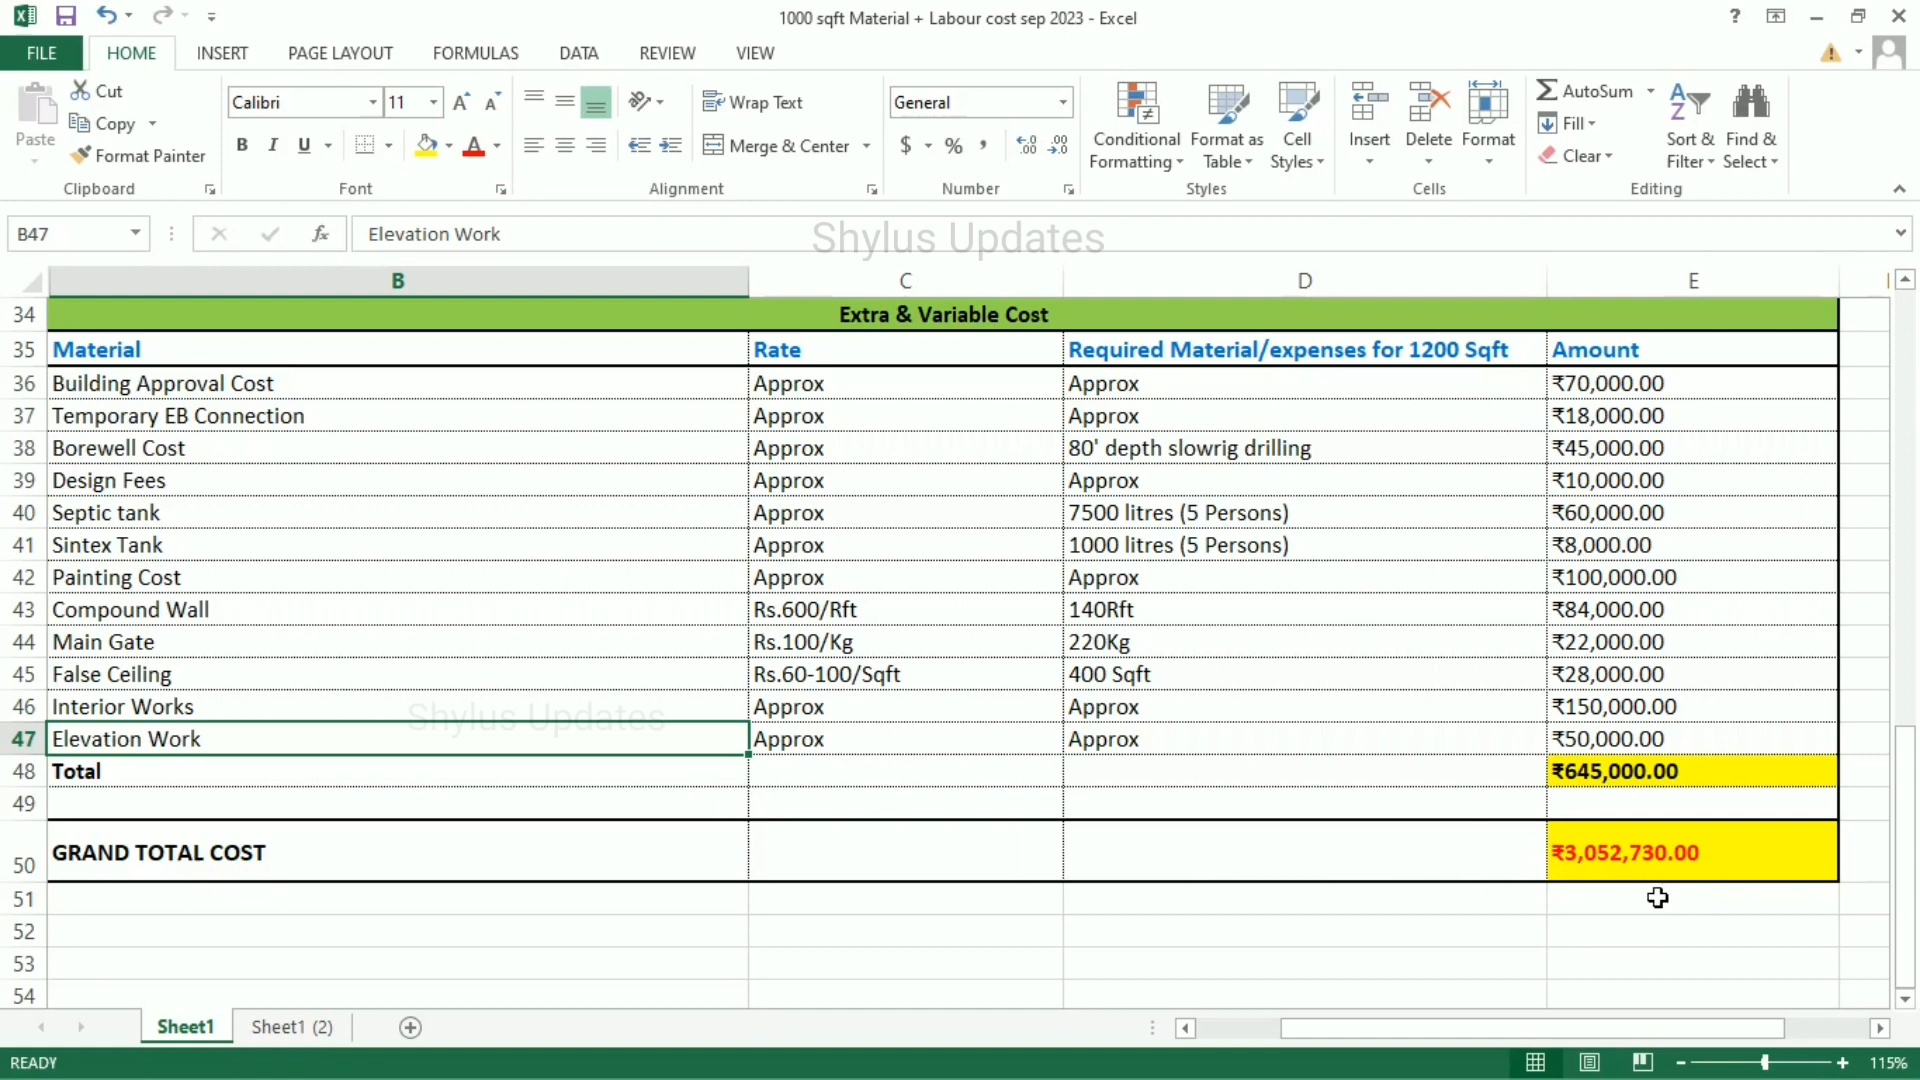 1000 sqft Material + Labour cost sep 2023 - Excel
?
FILE HOME INSERT PAGE LAYOUT FORMULAS DATA REVIEW VIEW
Paste
Cut
Copy
Format Painter
Clipboard
Calibri 11
B I U
Font
Wrap Text
Merge & Center
Alignment
General
$ % ,
Number
Conditional Formatting
Format as Table
Cell Styles
Styles
Insert Delete Format
Cells
AutoSum
Fill
Clear
Sort & Filter
Find & Select
Editing
B47 fx Elevation Work
Shylus Updates
B C D E
34 Extra & Variable Cost
35 Material Rate Required Material/expenses for 1200 Sqft Amount
36 Building Approval Cost Approx Approx ₹70,000.00
37 Temporary EB Connection Approx Approx ₹18,000.00
38 Borewell Cost Approx 80' depth slowrig drilling ₹45,000.00
39 Design Fees Approx Approx ₹10,000.00
40 Septic tank Approx 7500 litres (5 Persons) ₹60,000.00
41 Sintex Tank Approx 1000 litres (5 Persons) ₹8,000.00
42 Painting Cost Approx Approx ₹100,000.00
43 Compound Wall Rs.600/Rft 140Rft ₹84,000.00
44 Main Gate Rs.100/Kg 220Kg ₹22,000.00
45 False Ceiling Rs.60-100/Sqft 400 Sqft ₹28,000.00
46 Interior Works Approx Approx ₹150,000.00
Shylus Updates
47 Elevation Work Approx Approx ₹50,000.00
48 Total ₹645,000.00
49
50 GRAND TOTAL COST ₹3,052,730.00
51
52
53
54
Sheet1 Sheet1 (2)
READY 115%